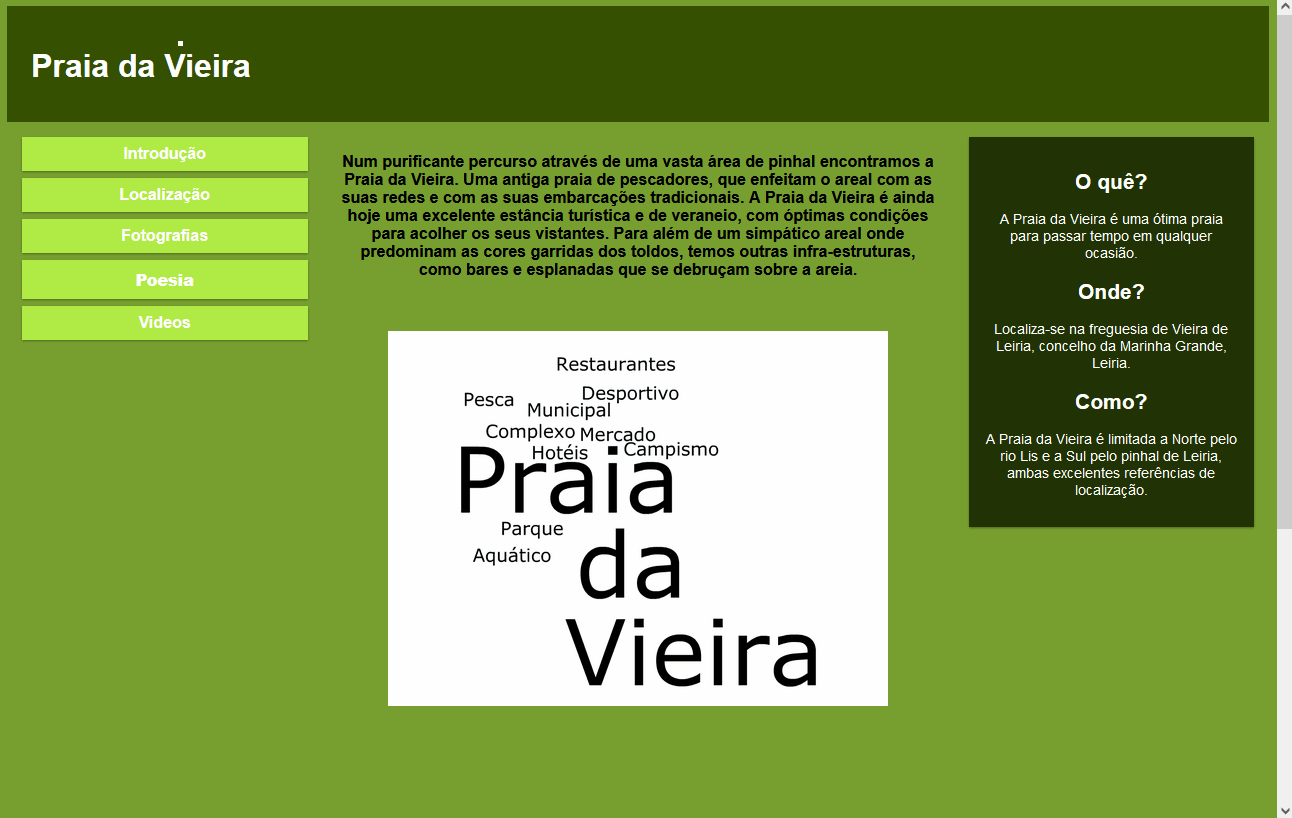 Praia da Vieira
Introdução
Localização
Fotografias
Poesia
Videos
Num purificante percurso através de uma vasta área de pinhal encontramos a
Praia da Vieira. Uma antiga praia de pescadores, que enfeitam o areal com as
suas redes e com as suas embarcações tradicionais. A Praia da Vieira é ainda
hoje uma excelente estância turística e de veraneio, com óptimas condições
para acolher os seus vistantes. Para além de um simpático areal onde
predominam as cores garridas dos toldos, temos outras infra-estruturas,
como bares e esplanadas que se debruçam sobre a areia.
Restaurantes
Desportivo
Pesca
Municipal
Complexo
Mercado
Hotéis
Campismo
Praia
Parque
Aquático
da
Vieira
O quê?
A Praia da Vieira é uma ótima praia
para passar tempo em qualquer
ocasião.
Onde?
Localiza-se na freguesia de Vieira de
Leiria, concelho da Marinha Grande,
Leiria.
Como?
A Praia da Vieira é limitada a Norte pelo
rio Lis e a Sul pelo pinhal de Leiria,
ambas excelentes referências de
localização.